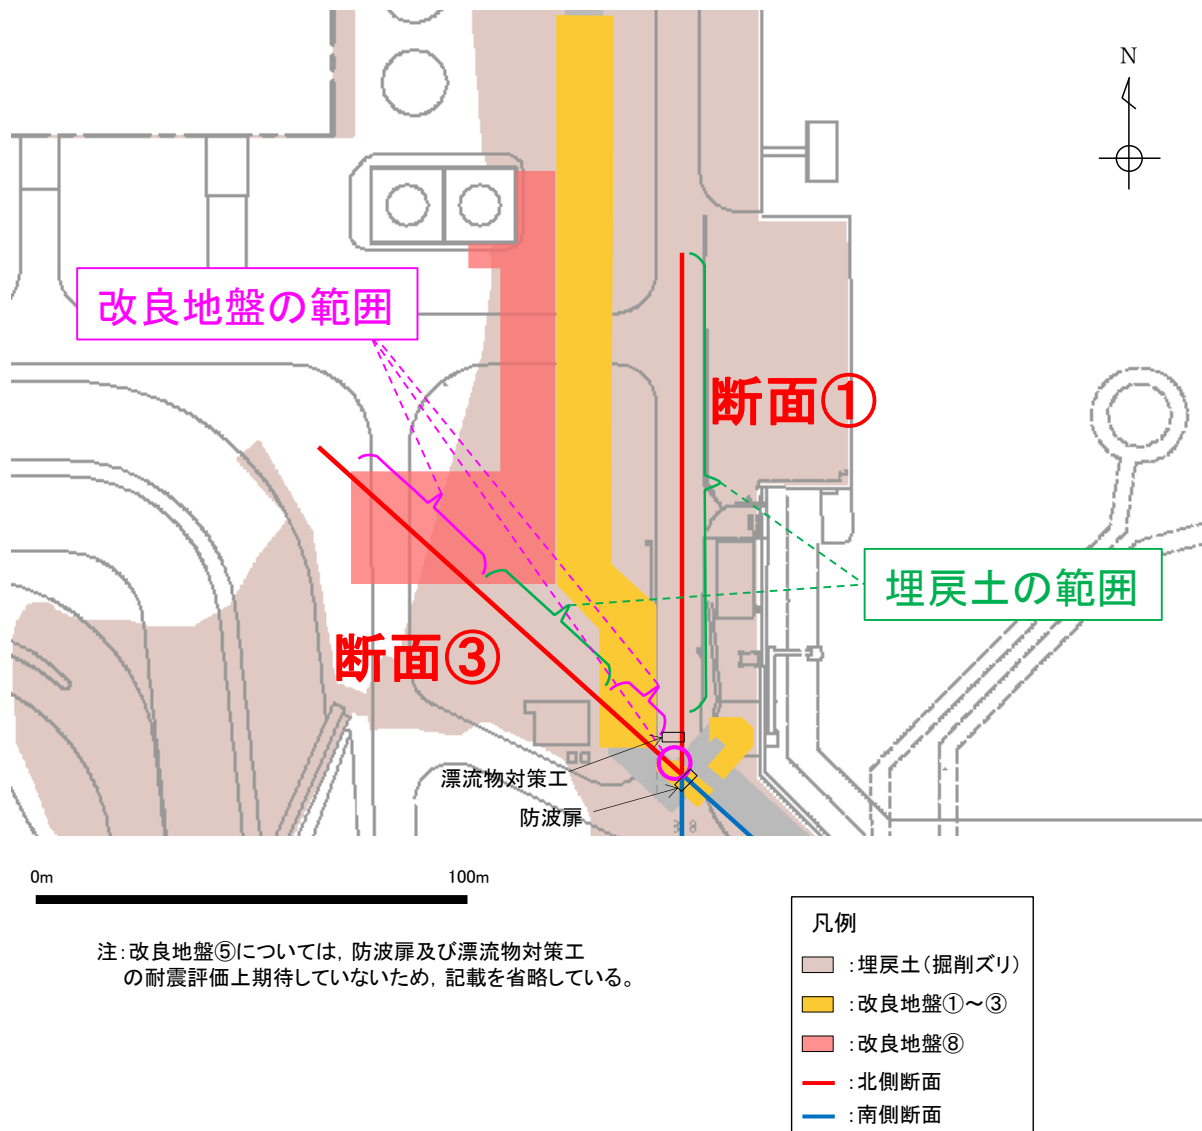 N
改良地盤の範囲
断面①
埋戻土の範囲
断面③
漂流物対策工
防波扉
0m
100m
注：改良地盤⑤については，防波扉及び漂流物対策工
の耐震評価上期待していないため，記載を省略している。
凡例
：埋戻土（掘削ズリ）
：改良地盤①～③
：改良地盤⑧
：北側断面
：南側断面